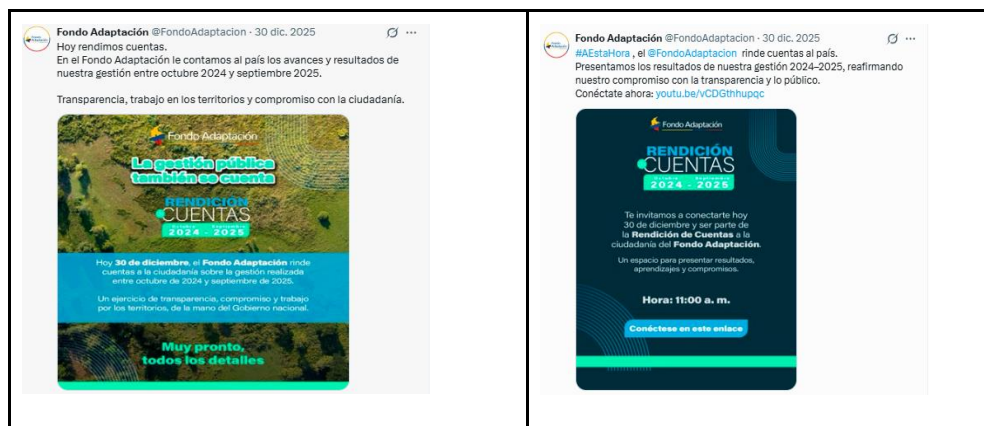 Fondo Adaptación @FondoAdaptacion · 30 dic. 2025
Hoy rendimos cuentas.
En el Fondo Adaptación le contamos al país los avances y resultados de
nuestra gestión entre octubre 2024 y septiembre 2025.
Transparencia, trabajo en los territorios y compromiso con la ciudadanía.
Fondo Adaptación
La gestión pública
también se cuenta
RENDICIÓN
CUENTAS
Octubre Septiembre
2024 - 2025
Hoy 30 de diciembre, el Fondo Adaptación rinde
cuentas a la ciudadanía sobre la gestión realizada
entre octubre de 2024 y septiembre de 2025.
Un ejercicio de transparencia, compromiso y trabajo
por los territorios, de la mano del Gobierno nacional.
Muy pronto,
todos los detalles
Fondo Adaptación @FondoAdaptacion · 30 dic. 2025
#AEstaHora , el @FondoAdaptacion rinde cuentas al país.
Presentamos los resultados de nuestra gestión 2024–2025, reafirmando
nuestro compromiso con la transparencia y lo público.
Conéctate ahora: youtu.be/vCDGthhupqc
Fondo Adaptación
RENDICIÓN
CUENTAS
Octubre Septiembre
2024 - 2025
Te invitamos a conectarte hoy
30 de diciembre y ser parte de
la Rendición de Cuentas a la
ciudadanía del Fondo Adaptación.
Un espacio para presentar resultados,
aprendizajes y compromisos.
Hora: 11:00 a. m.
Conéctese en este enlace